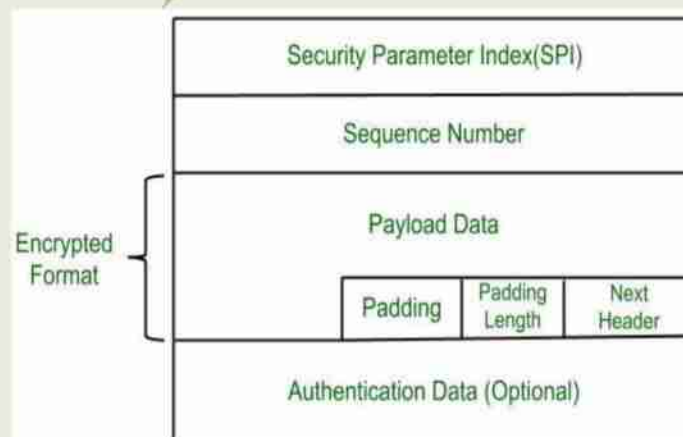 Security Parameter Index(SPI)
Sequence Number
Encrypted
Format
Payload Data
Padding
Padding
Length
Next
Header
Authentication Data (Optional)